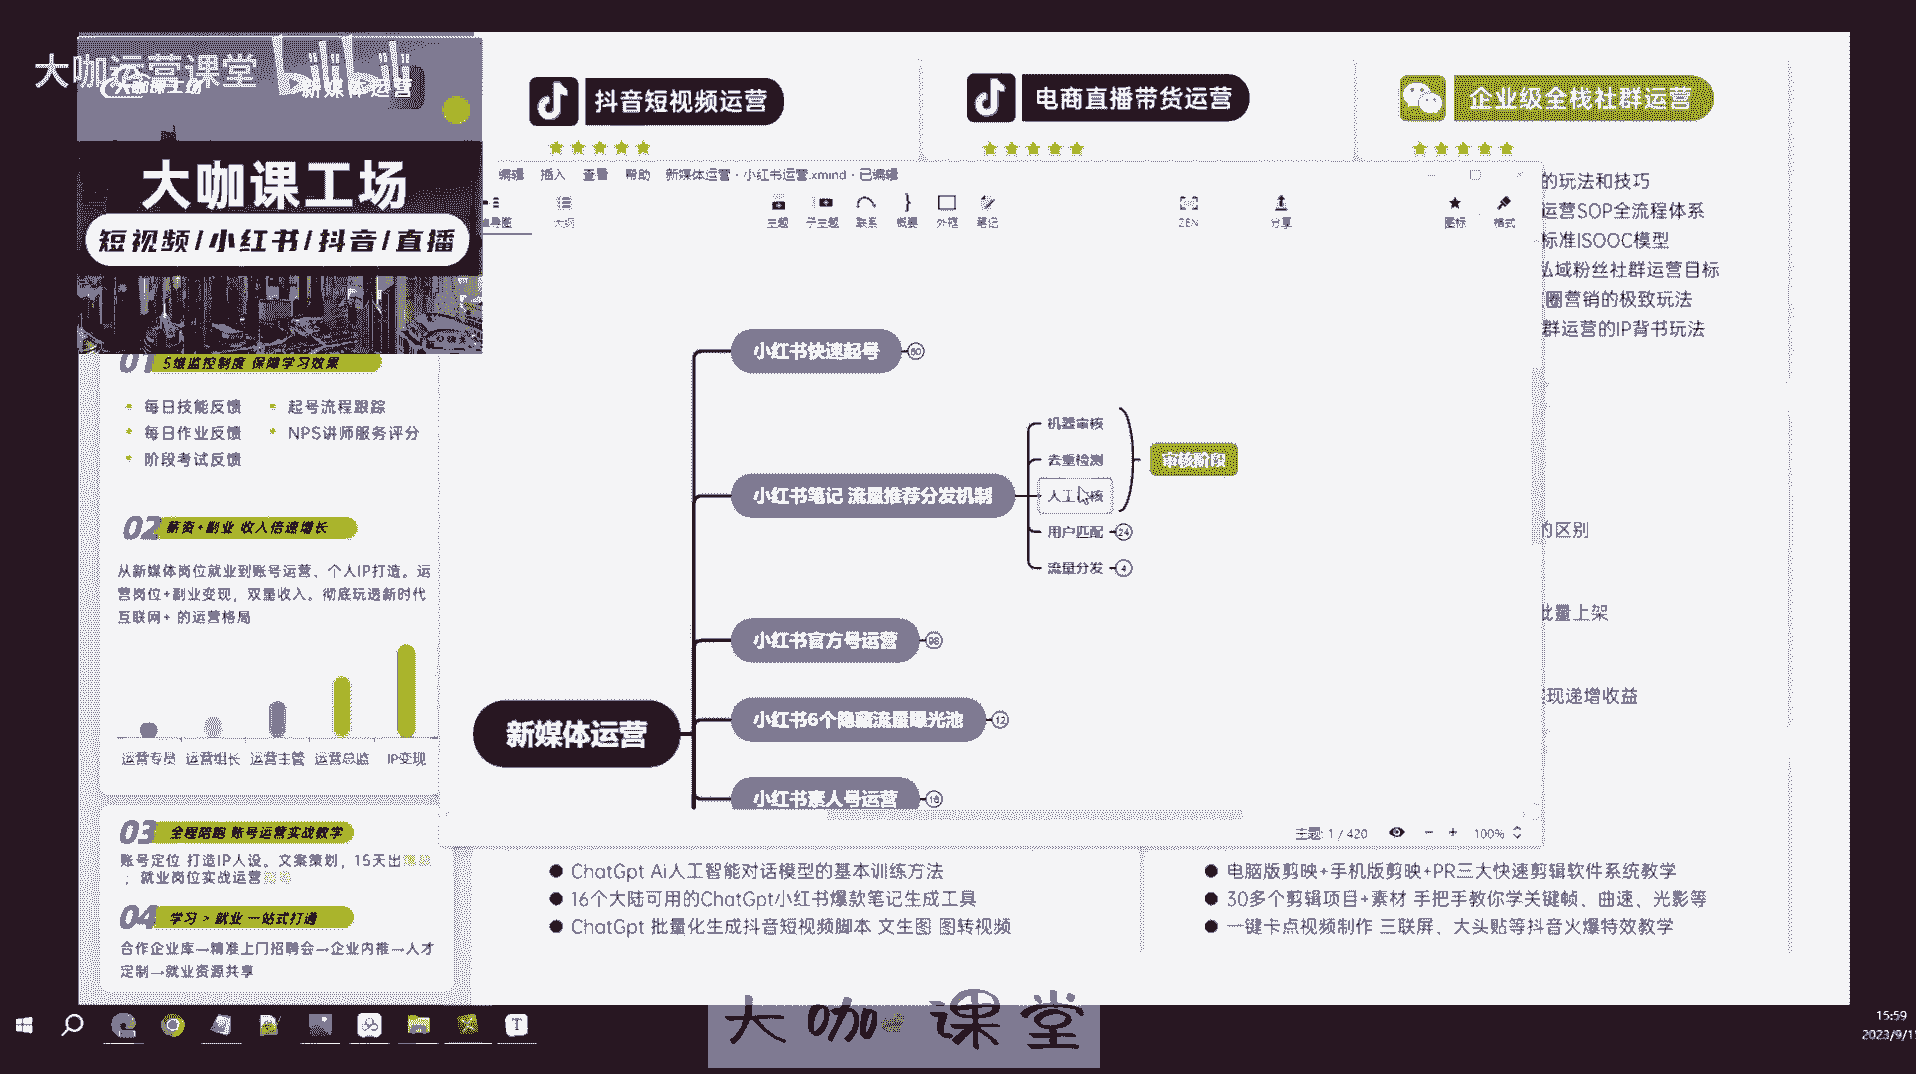 大咖运营课堂
bilibili
大咖课工场
新媒体运营
大咖课工场
短视频/小红书/抖音/直播
抖音短视频运营
电商直播带货运营
企业级全栈社群运营
的玩法和技巧
运营SOP全流程体系
标准ISOOC模型
私域粉丝社群运营目标
圈营销的极致玩法
群运营的IP背书玩法
的区别
批量上架
现递增收益
编辑 插入 查看 帮助 新媒体运营·小红书运营.xmind·已编辑
主题 子主题 联系 概要 外框 笔记 ZEN 分享 图标 格式
大纲
小红书快速起号 60
小红书笔记 流量推荐分发机制
机器审核
去重检测
人工审核
审核阶段
用户匹配 24
流量分发 4
小红书官方号运营 98
小红书6个隐藏流量曝光池 12
新媒体运营
小红书素人号运营 16
主题: 1 / 420 100%
01 5维监控制度 保障学习效果
每日技能反馈 起号流程跟踪
每日作业反馈 NPS讲师服务评分
阶段考试反馈
02 薪资+副业 收入倍速增长
从新媒体岗位就业到账号运营、个人IP打造。运
营岗位+副业变现，双重收入。彻底玩透新时代
互联网+ 的运营格局
运营专员 运营组长 运营主管 运营总监 IP变现
03 全程陪跑 账号运营实战教学
账号定位 打造IP人设。文案策划，15天出
；就业岗位实战运营
04 学习>就业 一站式打通
合作企业库→精准上门招聘会→企业内推→人才
定制→就业资源共享
ChatGpt Ai人工智能对话模型的基本训练方法
16个大陆可用的ChatGpt小红书爆款笔记生成工具
ChatGpt 批量化生成抖音短视频脚本 文生图 图转视频
电脑版剪映+手机版剪映+PR三大快速剪辑软件系统教学
30多个剪辑项目+素材 手把手教你学关键帧、曲速、光影等
一键卡点视频制作 三联屏、大头贴等抖音火爆特效教学
大咖 课堂
15:59
2023/9/1